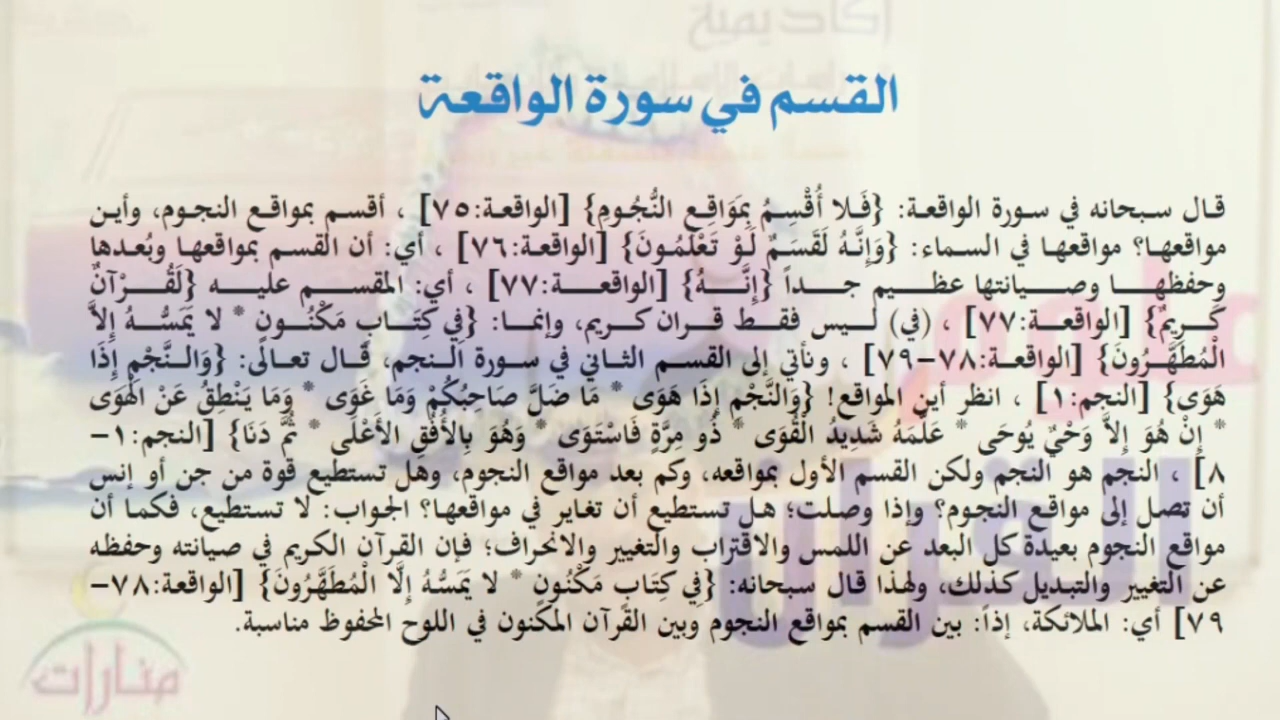 أكاديمية
القسم في سورة الواقعة
قال سبحانه في سورة الواقعة: {فَلا أُقْسِمُ بِمَوَاقِعِ النُّجُومِ} [الواقعة:٧٥] ، أقسم بمواقع النجوم، وأين
مواقعها؟ مواقعها في السماء: {وَإِنَّهُ لَقَسَمٌ لَوْ تَعْلَمُونَ} [الواقعة:٧٦] ، أي: أن القسم بمواقعها وبُعدها
وحفظها وصيانتها عظيم جداً {إِنَّهُ} [الواقعة:٧٧] ، أي: المقسم عليه {لَقُرْآنٌ
كَرِيمٌ} [الواقعة:٧٧] ، (في) ليس فقط قران كريم، وإنما: {فِي كِتَابٍ مَكْنُونٍ * لا يَمَسُّهُ إِلاَّ
الْمُطَهَّرُونَ} [الواقعة:٧٨-٧٩] ، ونأتي إلى القسم الثاني في سورة النجم، قال تعالى: {وَالنَّجْمِ إِذَا
هَوَى} [النجم:١] ، انظر أين المواقع! {وَالنَّجْمِ إِذَا هَوَى * مَا ضَلَّ صَاحِبُكُمْ وَمَا غَوَى * وَمَا يَنْطِقُ عَنْ الْهَوَى
* إِنْ هُوَ إِلاَّ وَحْيٌ يُوحَى * عَلَّمَهُ شَدِيدُ الْقُوَى * ذُو مِرَّةٍ فَاسْتَوَى * وَهُوَ بِالأُفُقِ الأَعْلَى * ثُمَّ دَنَا} [النجم:١-
٨] ، النجم هو النجم ولكن القسم الأول بمواقعه، وكم بعد مواقع النجوم، وهل تستطيع قوة من جن أو إنس
أن تصل إلى مواقع النجوم؟ وإذا وصلت؛ هل تستطيع أن تغاير في مواقعها؟ الجواب: لا تستطيع، فكما أن
مواقع النجوم بعيدة كل البعد عن اللمس والاقتراب والتغيير والانحراف؛ فإن القرآن الكريم في صيانته وحفظه
عن التغيير والتبديل كذلك، ولهذا قال سبحانه: {فِي كِتَابٍ مَكْنُونٍ * لا يَمَسُّهُ إِلَّا الْمُطَهَّرُونَ} [الواقعة:٧٨-
٧٩] أي: الملائكة، إذاً: بين القسم بمواقع النجوم وبين القرآن المكنون في اللوح المحفوظ مناسبة.
علوم
القرآن
منارات